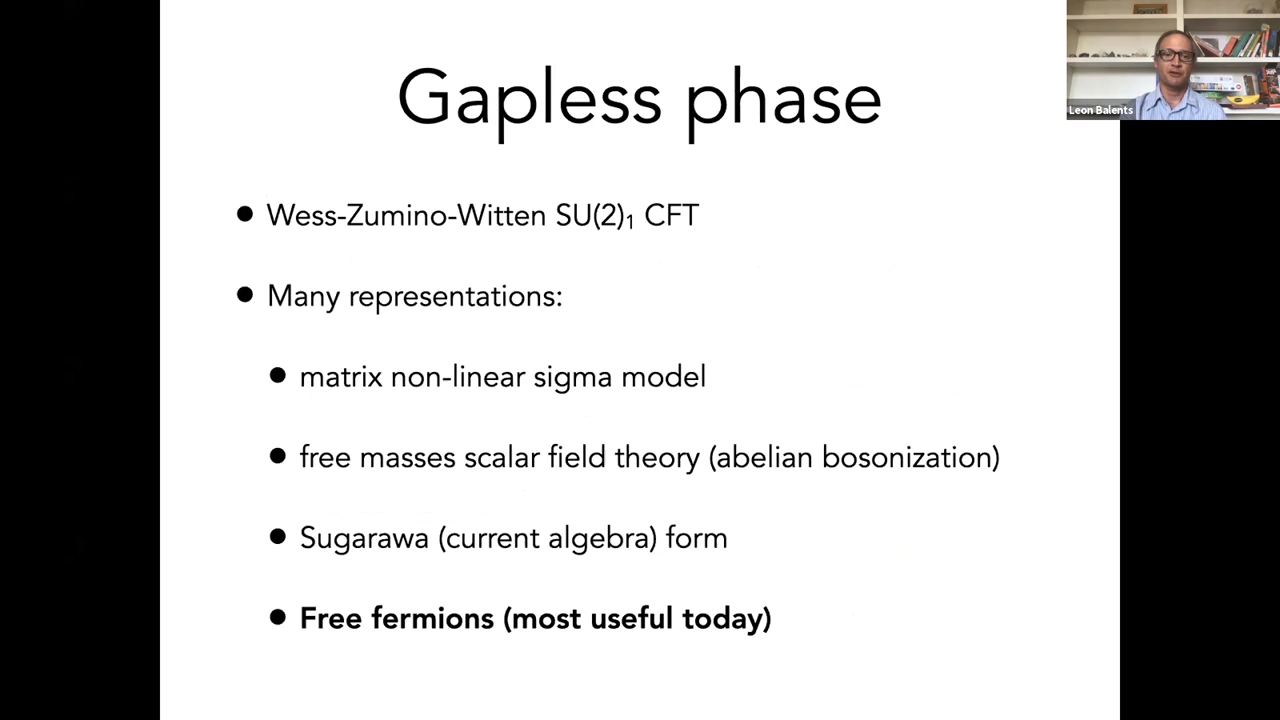 Gapless phase
Leon Balents
• Wess-Zumino-Witten SU(2)₁ CFT
• Many representations:
• matrix non-linear sigma model
• free masses scalar field theory (abelian bosonization)
• Sugarawa (current algebra) form
• Free fermions (most useful today)